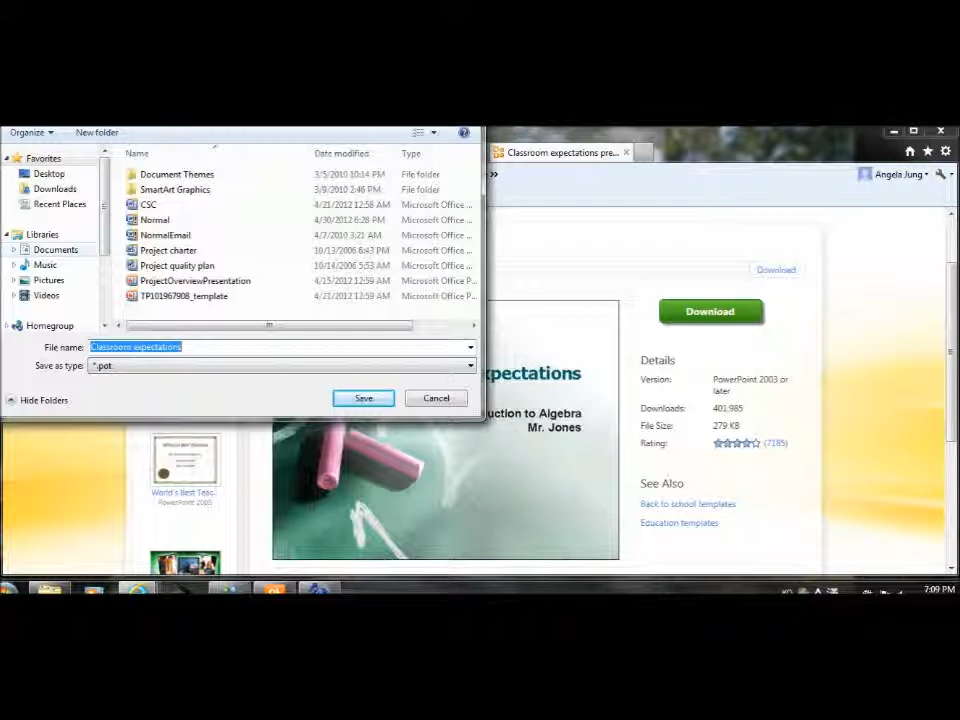 Organize
New folder
Name
Date modified
Type
Favorites
Desktop
Downloads
Recent Places
Libraries
Documents
Music
Pictures
Videos
Homegroup
Document Themes 3/5/2010 10:14 PM File folder
SmartArt Graphics 3/9/2010 2:46 PM File folder
CSC 4/21/2012 12:58 AM Microsoft Office ...
Normal 4/30/2012 6:28 PM Microsoft Office ...
NormalEmail 4/7/2010 3:21 AM Microsoft Office ...
Project charter 10/13/2006 6:43 PM Microsoft Office ...
Project quality plan 10/14/2006 5:53 AM Microsoft Office ...
ProjectOverviewPresentation 4/15/2012 12:59 AM Microsoft Office P...
TP101967908_template 4/21/2012 12:59 AM Microsoft Office P...
File name: Classroom expectations
Save as type: *.pot
Hide Folders
Save
Cancel
Classroom expectations pre...
Angela Jung
Download
Download
xpectations
uction to Algebra
Mr. Jones
Details
Version: PowerPoint 2003 or later
Downloads: 401,985
File Size: 279 KB
Rating: (7185)
See Also
Back to school templates
Education templates
World's Best Teac...
PowerPoint 2003
7:09 PM